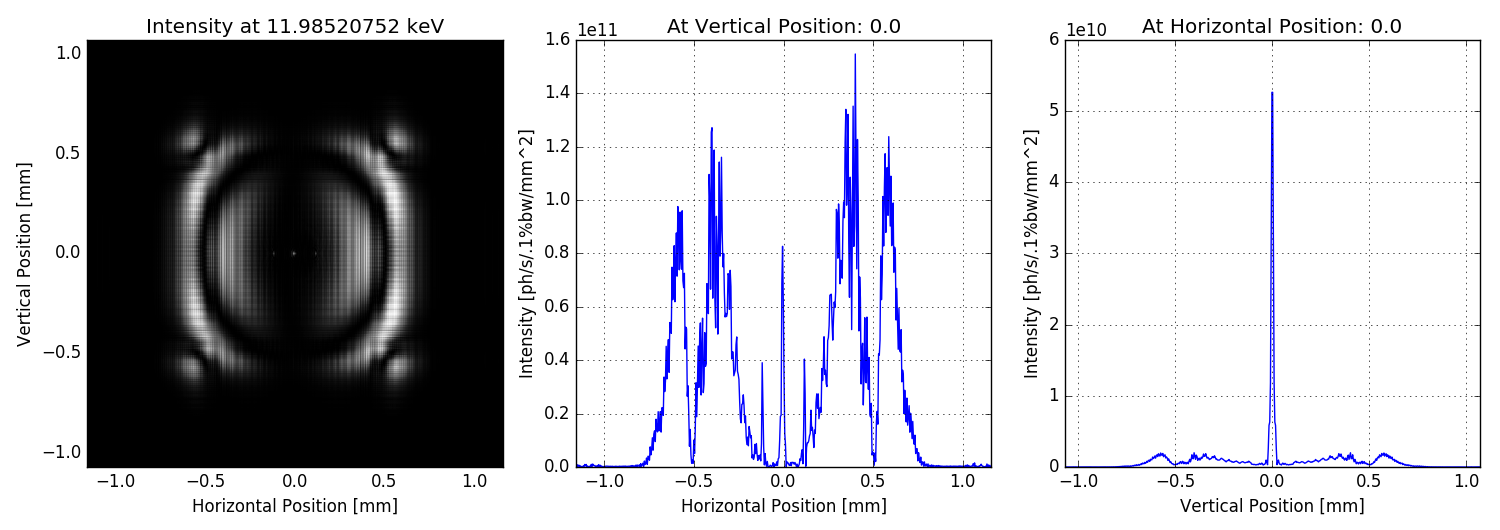 Intensity at 11.98520752 keV
1.0
0.5
0.0
−0.5
−1.0
Vertical Position [mm]
−1.0 −0.5 0.0 0.5 1.0
Horizontal Position [mm]
At Vertical Position: 0.0
1e11
1.6
1.4
1.2
1.0
0.8
0.6
0.4
0.2
0.0
Intensity [ph/s/.1%bw/mm^2]
−1.0 −0.5 0.0 0.5 1.0
Horizontal Position [mm]
At Horizontal Position: 0.0
1e10
6
5
4
3
2
1
0
Intensity [ph/s/.1%bw/mm^2]
−1.0 −0.5 0.0 0.5 1.0
Vertical Position [mm]